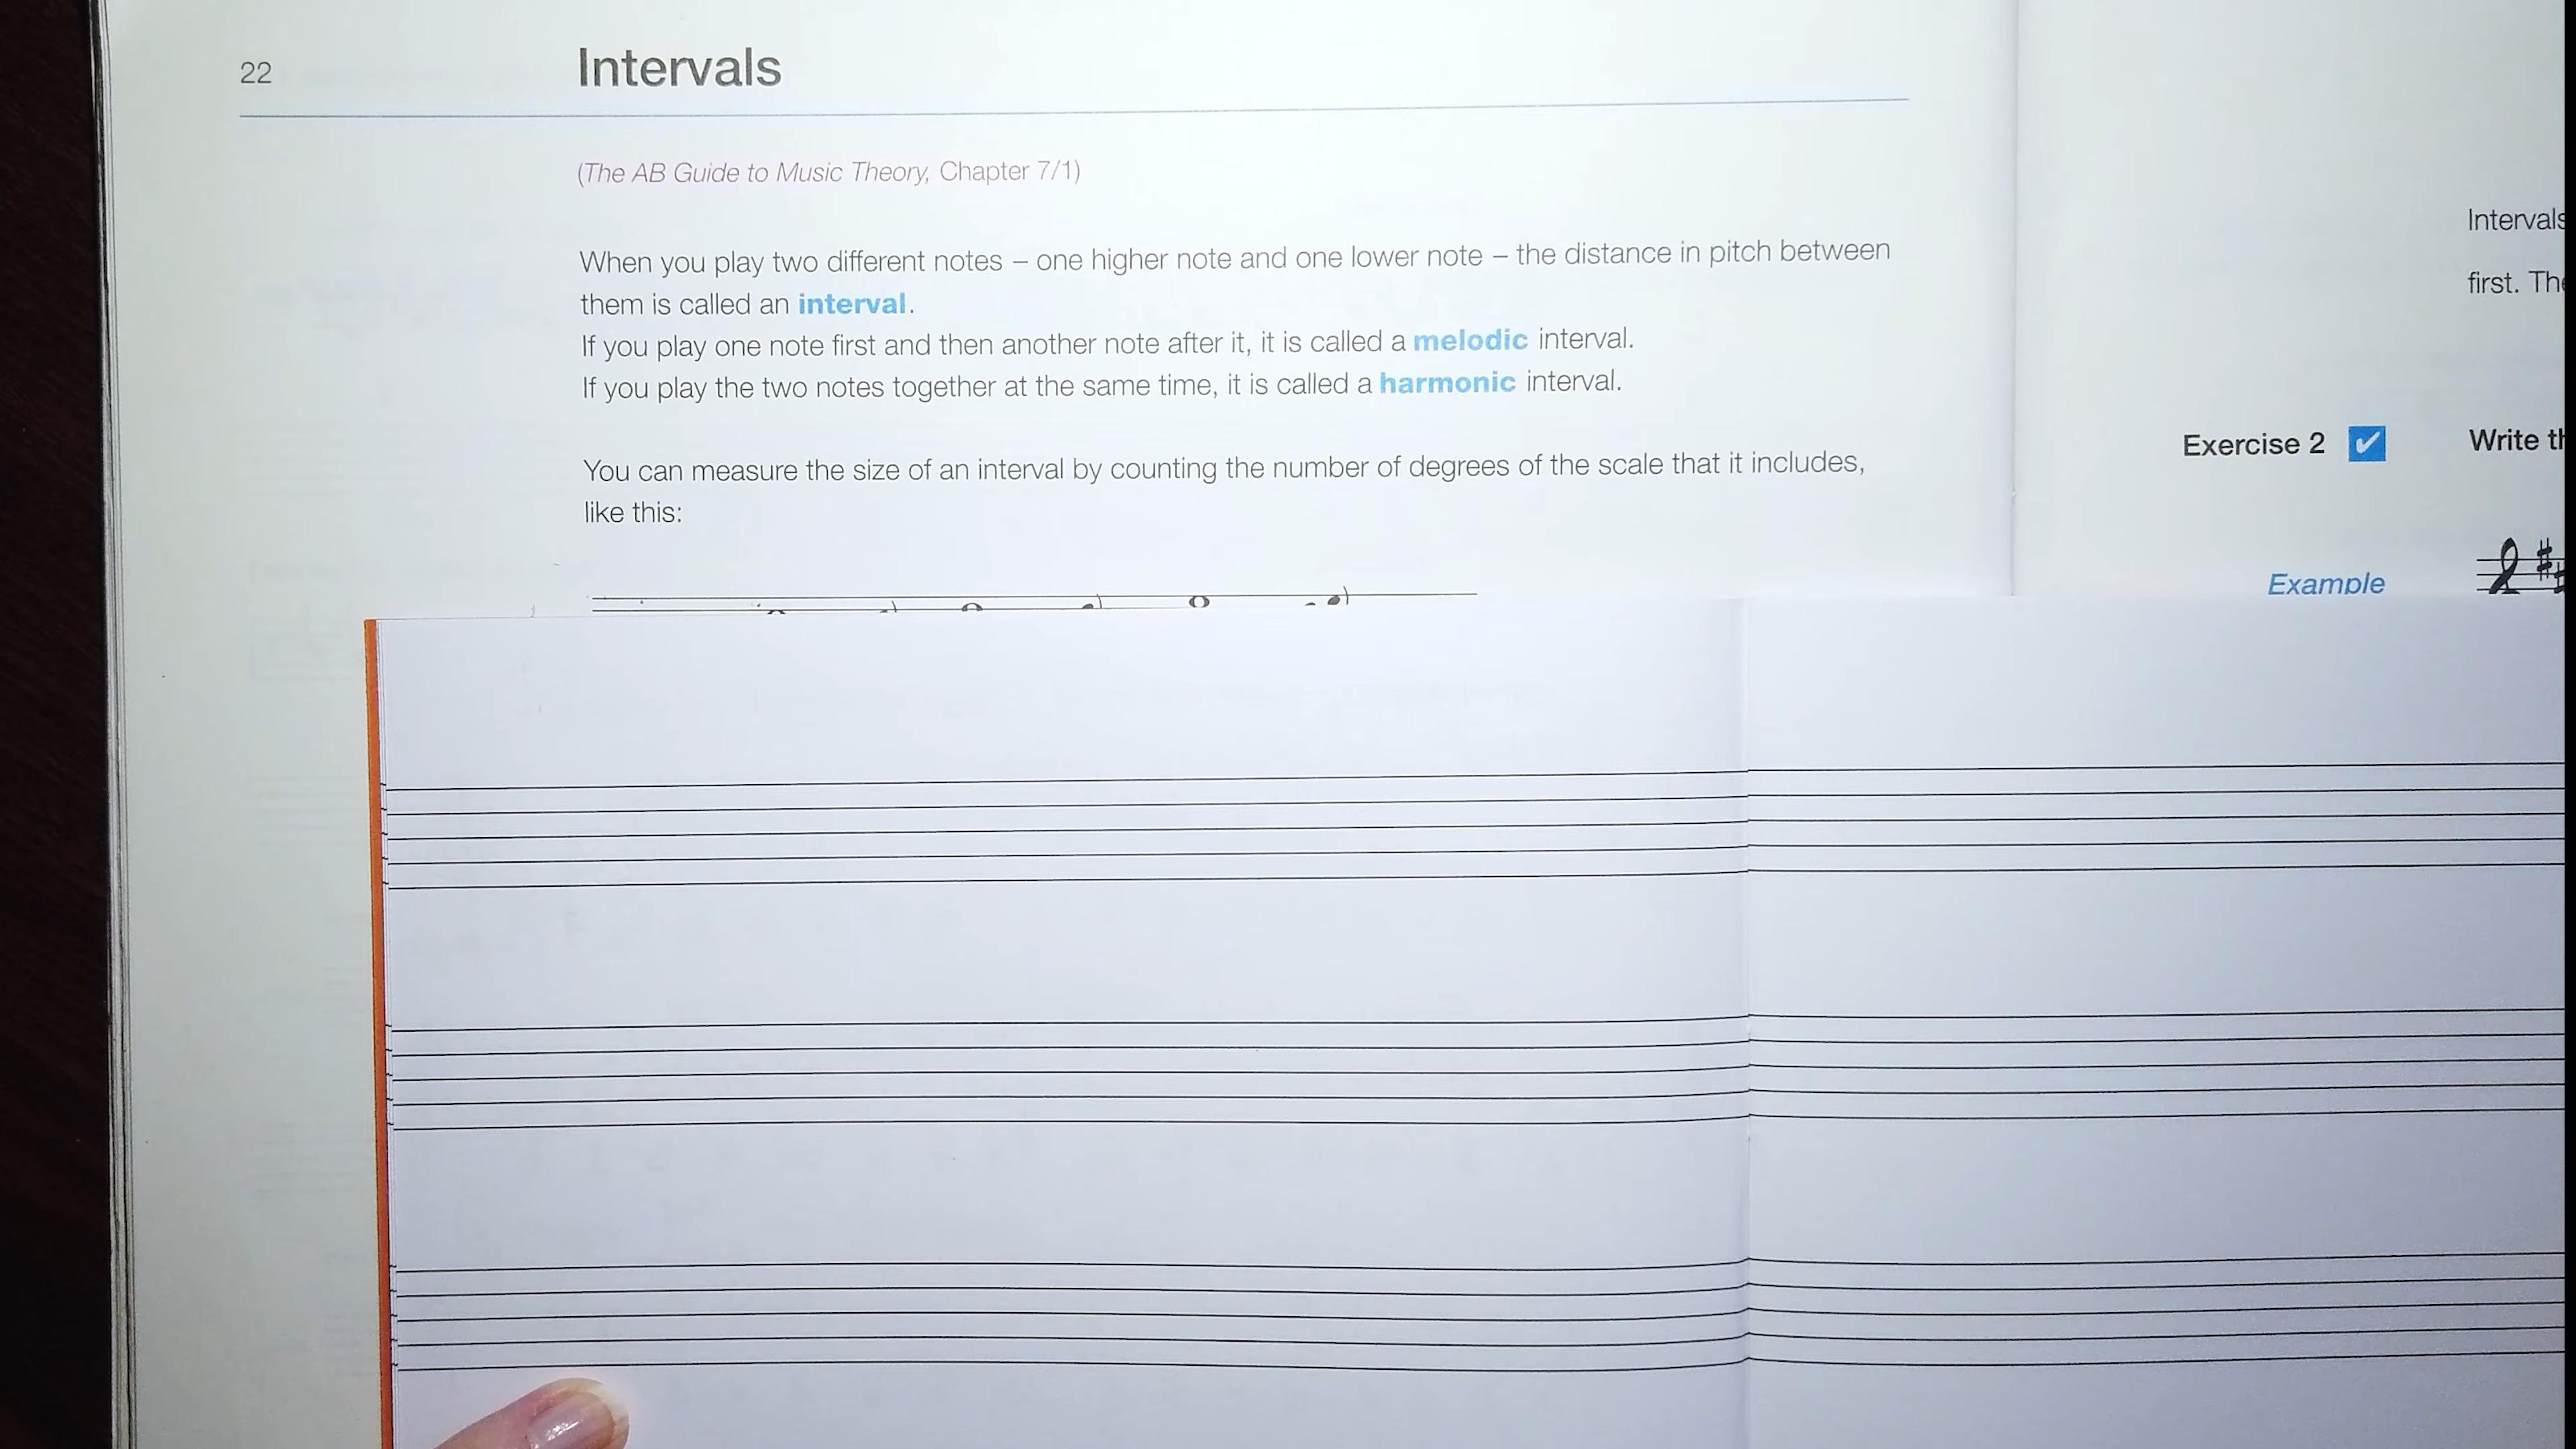 22
Intervals
(The AB Guide to Music Theory, Chapter 7/1)
When you play two different notes – one higher note and one lower note – the distance in pitch between
them is called an interval.
If you play one note first and then another note after it, it is called a melodic interval.
If you play the two notes together at the same time, it is called a harmonic interval.
You can measure the size of an interval by counting the number of degrees of the scale that it includes,
like this:
Intervals
first.
Exercise 2
Write
Example